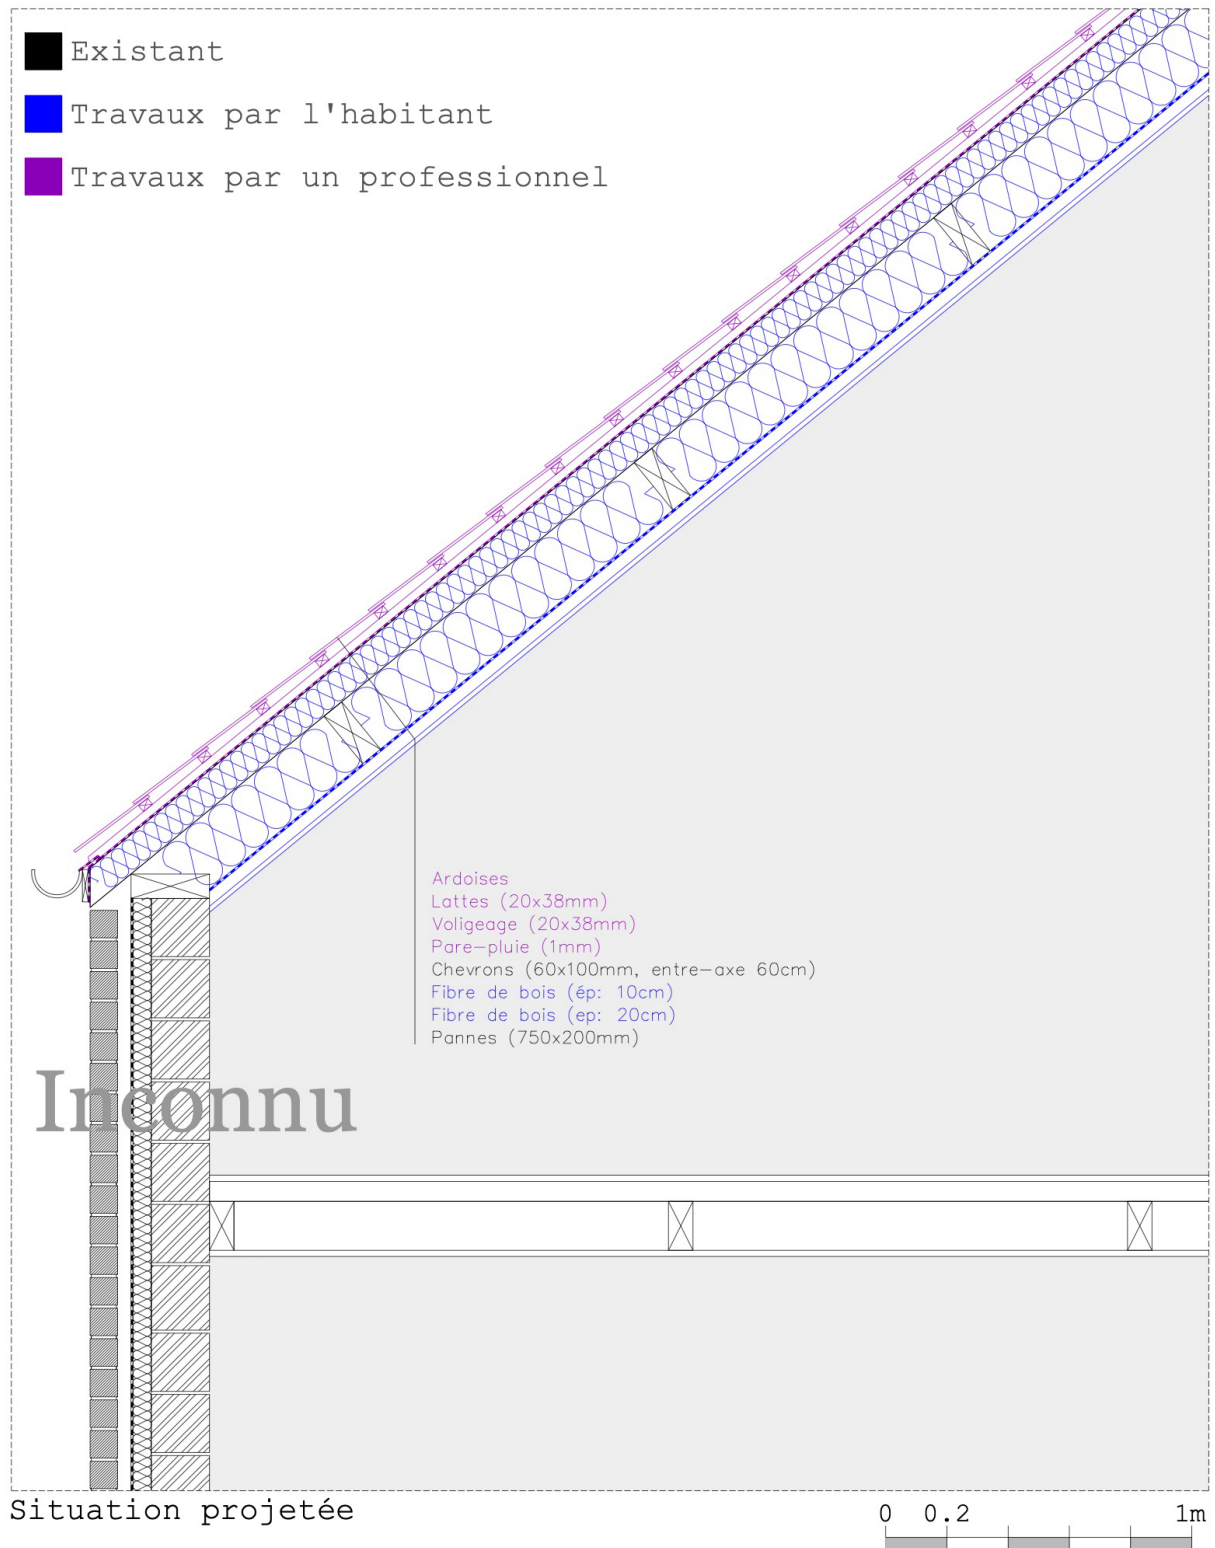 Existant
Travaux par l'habitant
Travaux par un professionnel
Ardoises
Lattes (20x38mm)
Voligeage (20x38mm)
Pare-pluie (1mm)
Chevrons (60x100mm, entre-axe 60cm)
Fibre de bois (ép: 10cm)
Fibre de bois (ep: 20cm)
Pannes (750x200mm)
Inconnu
Situation projetée
0 0.2 1m